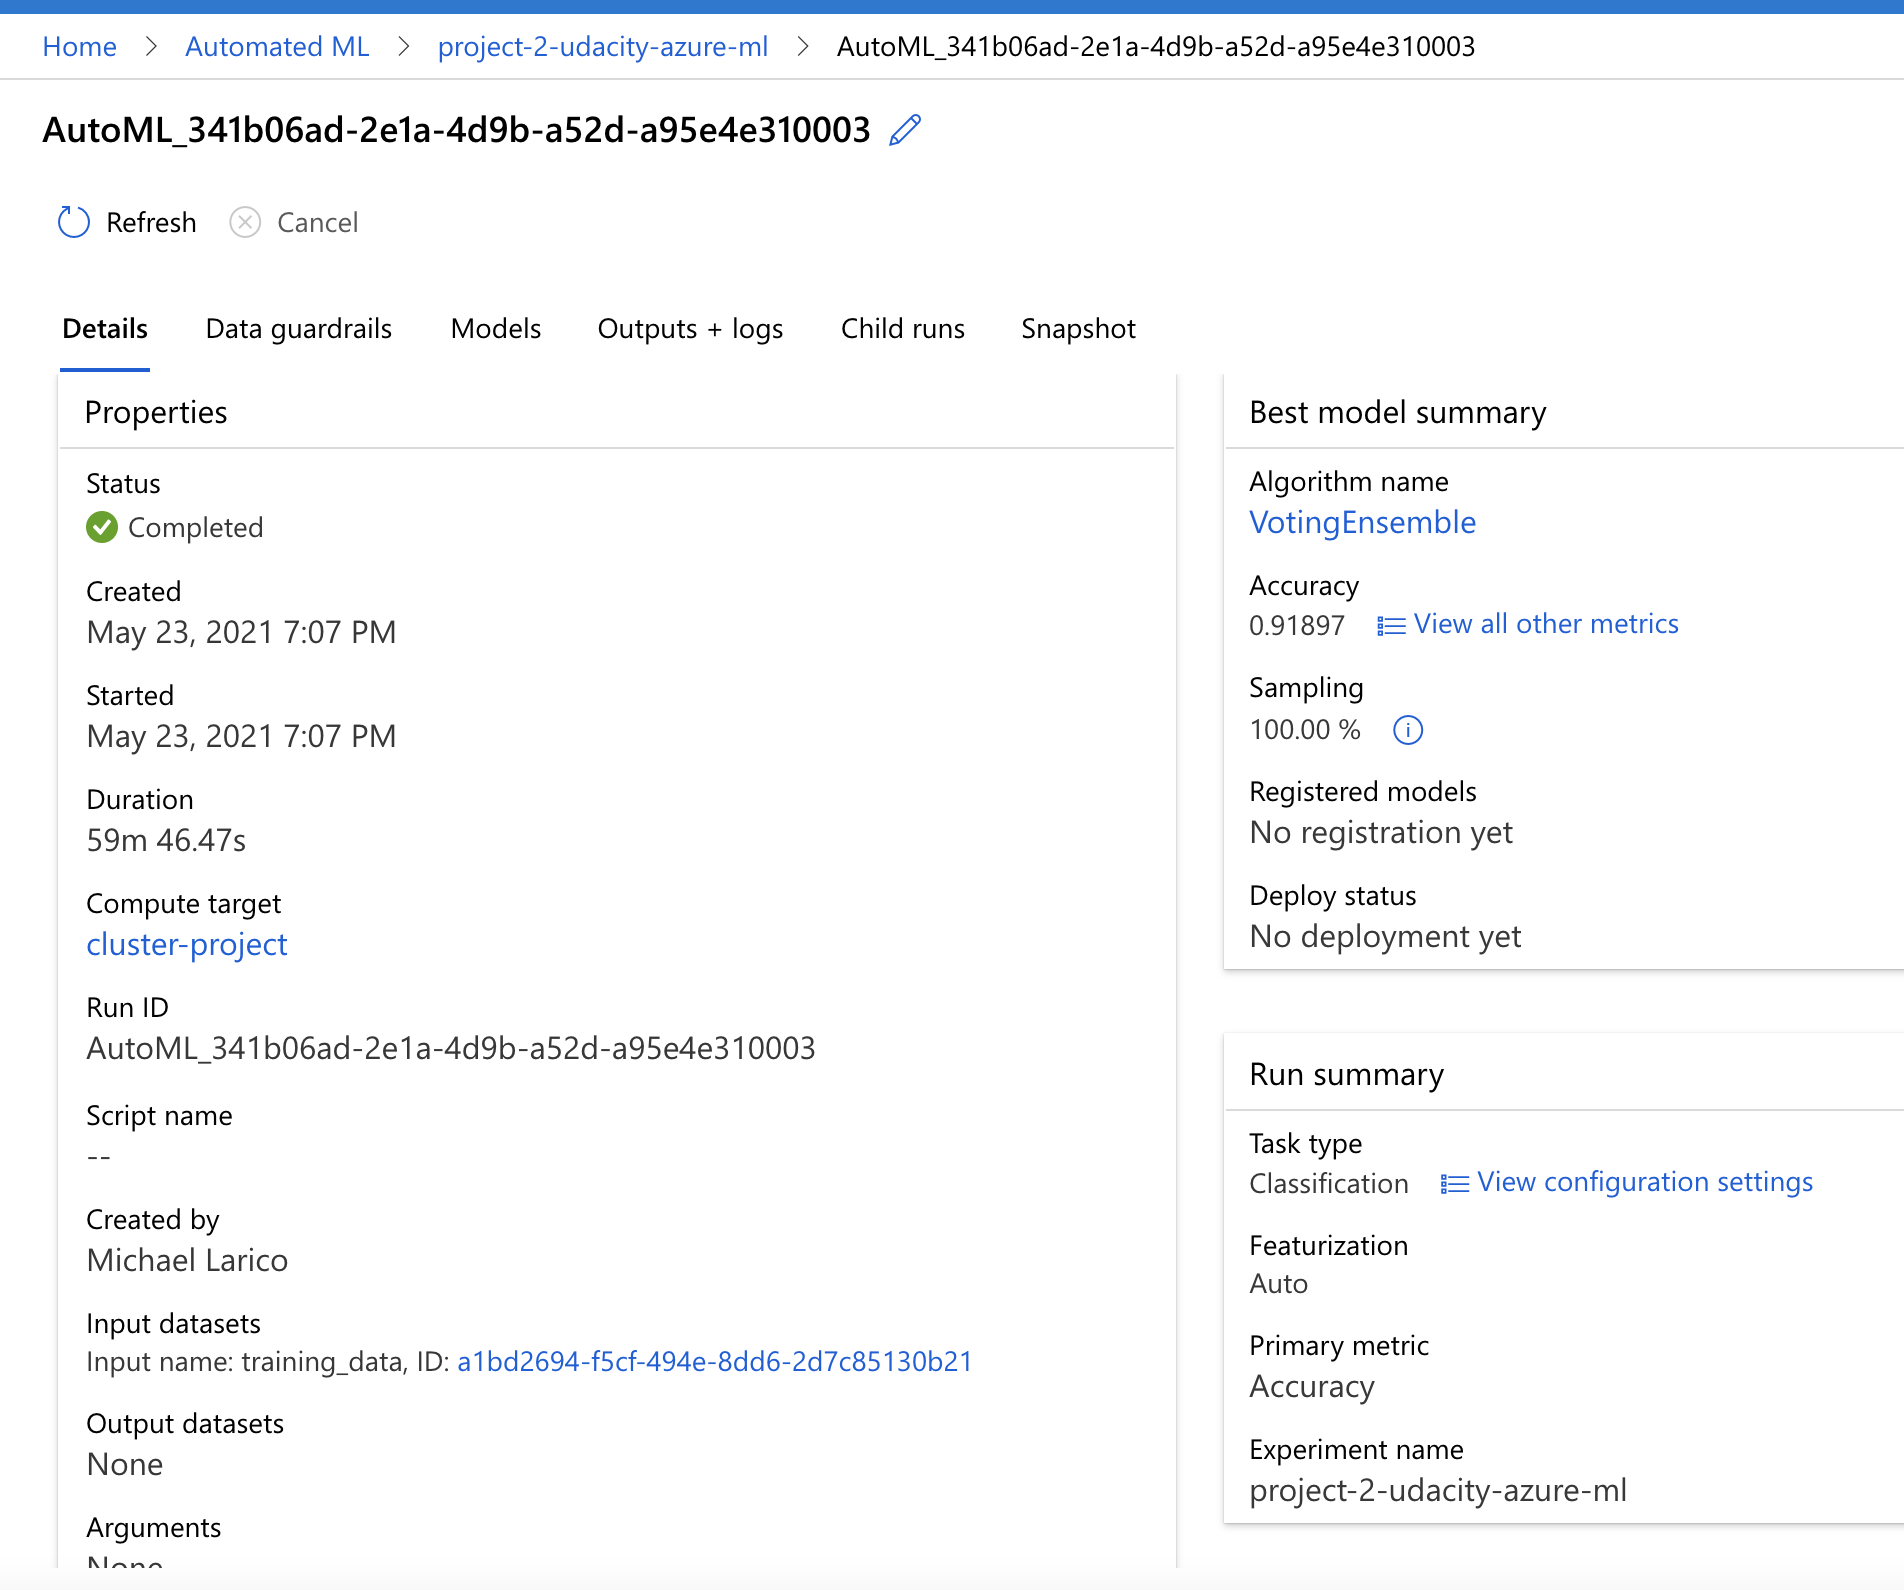 Home > Automated ML > project-2-udacity-azure-ml > AutoML_341b06ad-2e1a-4d9b-a52d-a95e4e310003
AutoML_341b06ad-2e1a-4d9b-a52d-a95e4e310003
Refresh Cancel
Details Data guardrails Models Outputs + logs Child runs Snapshot
Properties
Status
Completed
Created
May 23, 2021 7:07 PM
Started
May 23, 2021 7:07 PM
Duration
59m 46.47s
Compute target
cluster-project
Run ID
AutoML_341b06ad-2e1a-4d9b-a52d-a95e4e310003
Script name
--
Created by
Michael Larico
Input datasets
Input name: training_data, ID: a1bd2694-f5cf-494e-8dd6-2d7c85130b21
Output datasets
None
Arguments
None
Best model summary
Algorithm name
VotingEnsemble
Accuracy
0.91897 View all other metrics
Sampling
100.00 %
Registered models
No registration yet
Deploy status
No deployment yet
Run summary
Task type
Classification View configuration settings
Featurization
Auto
Primary metric
Accuracy
Experiment name
project-2-udacity-azure-ml